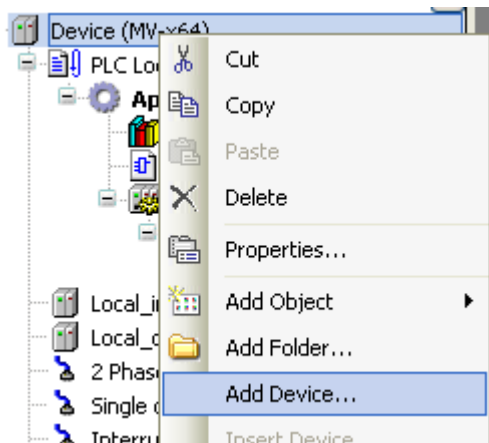 Device (MV-x64)
PLC Lo
Ap
Cut
Copy
Paste
Delete
Properties...
Add Object
Add Folder...
Add Device...
Insert Device
Local_i
Local_
2 Phas
Single
Interru